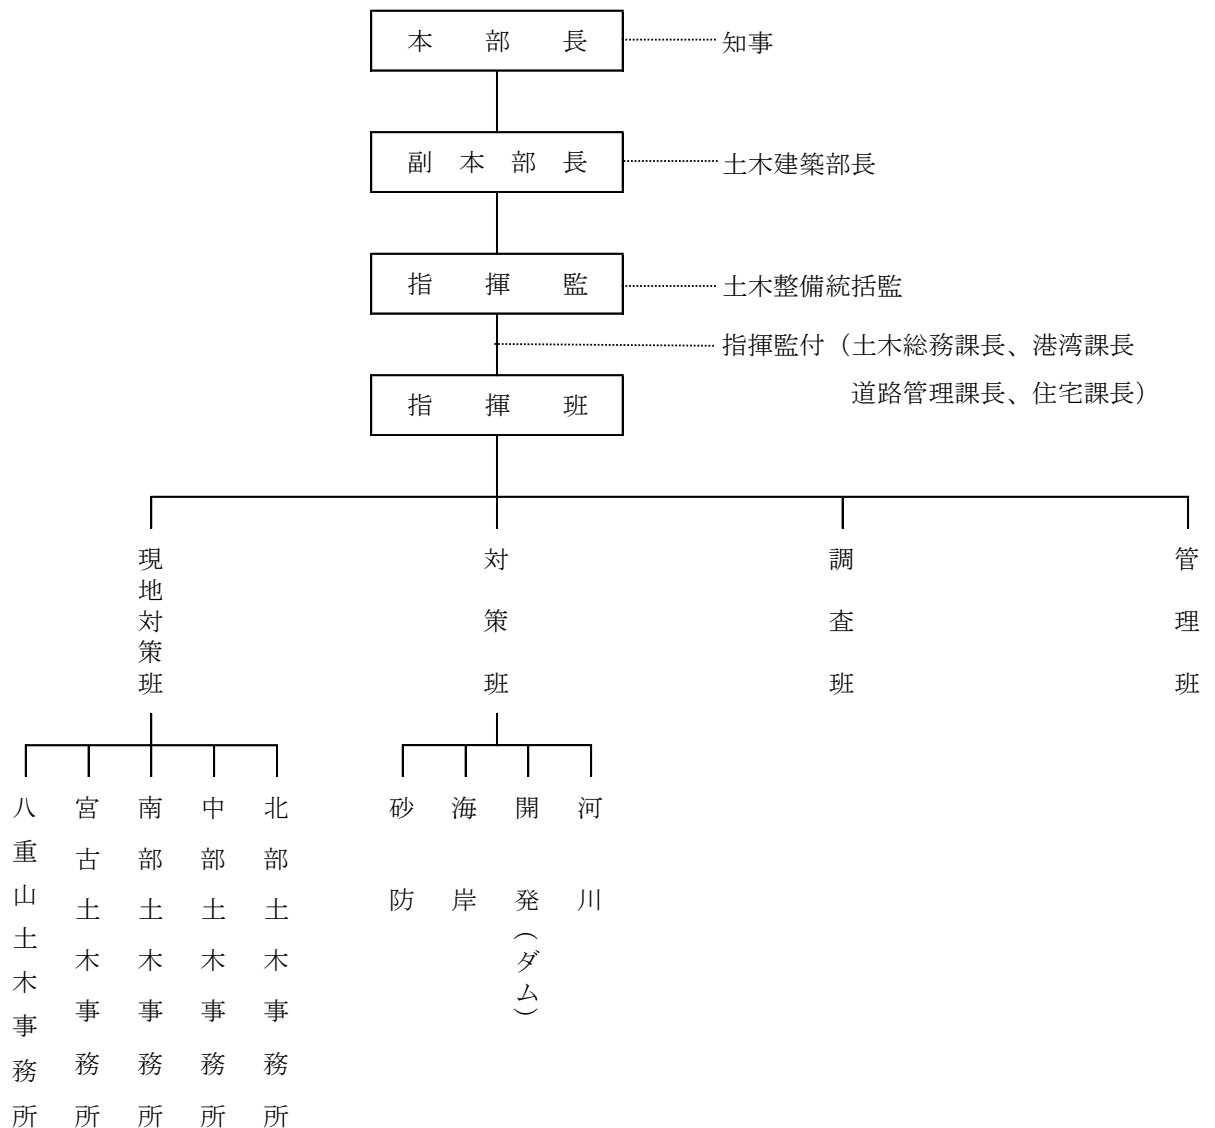 本部長
知事
副本部長
土木建築部長
指揮監
土木整備統括監
指揮監付（土木総務課長、港湾課長
道路管理課長、住宅課長）
指揮班
現地対策班
対策班
調査班
管理班
八重山土木事務所
宮古土木事務所
南部土木事務所
中部土木事務所
北部土木事務所
砂防
海岸
開発（ダム）
河川